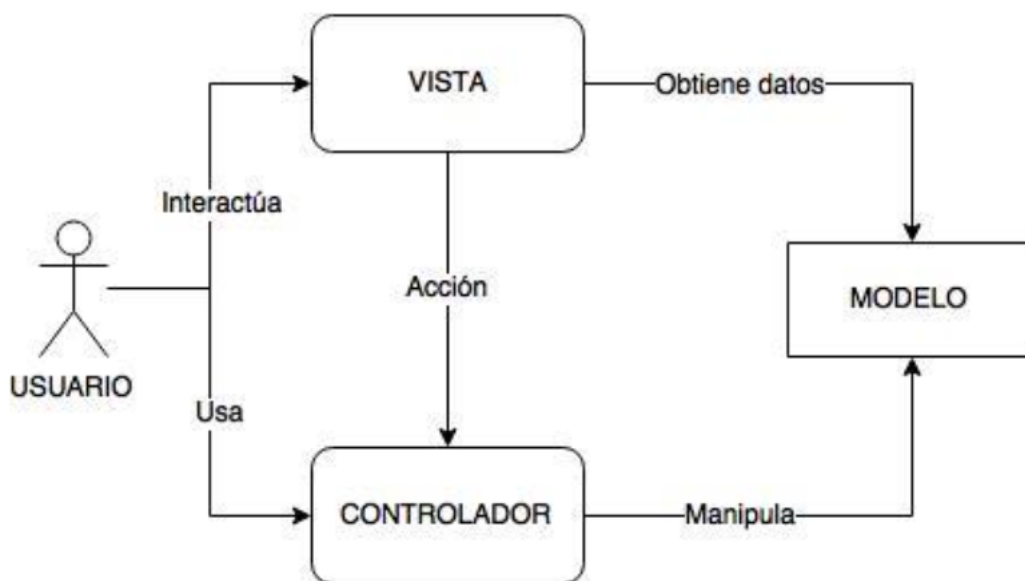 VISTA
Obtiene datos
Interactúa
Acción
MODELO
USUARIO
Usa
CONTROLADOR
Manipula